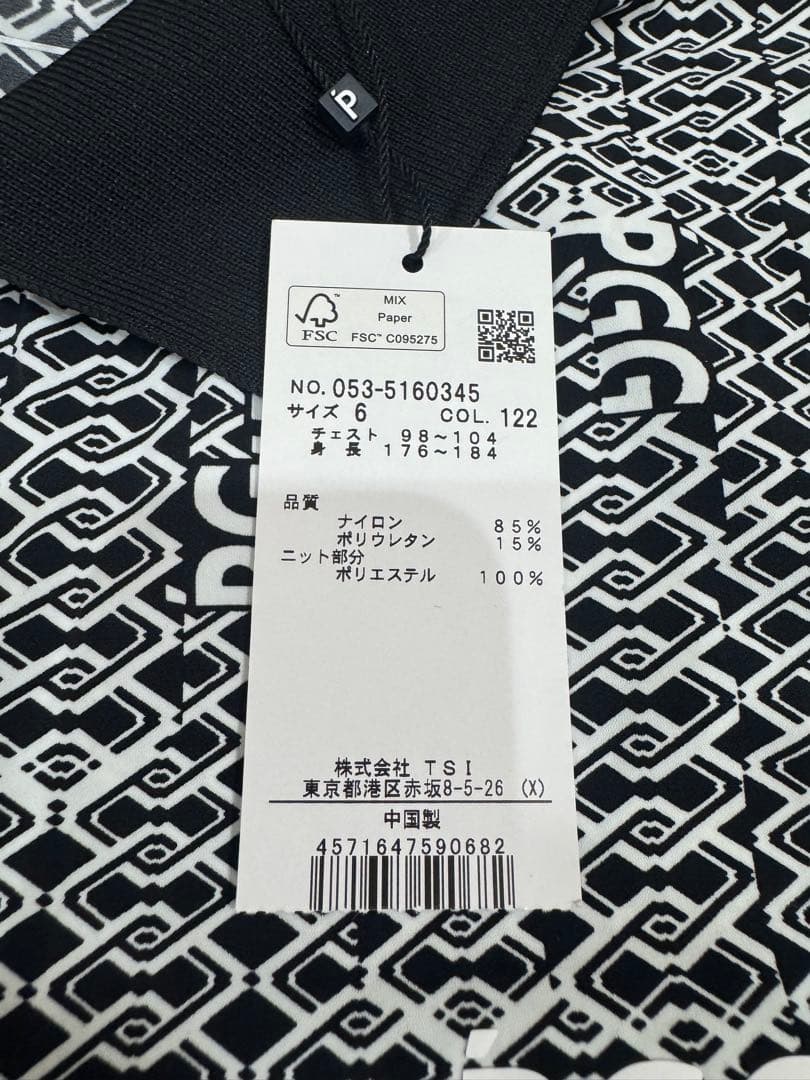 P
MIX
Paper
FSC
FSC™ C095275
NO. 053-5160345
サイズ 6 COL. 122
チェスト 98~104
身長 176~184
品質
ナイロン 85%
ポリウレタン 15%
ニット部分
ポリエステル 100%
株式会社 TSI
東京都港区赤坂8-5-26 (X)
中国製
4571647590682
PGG
PG